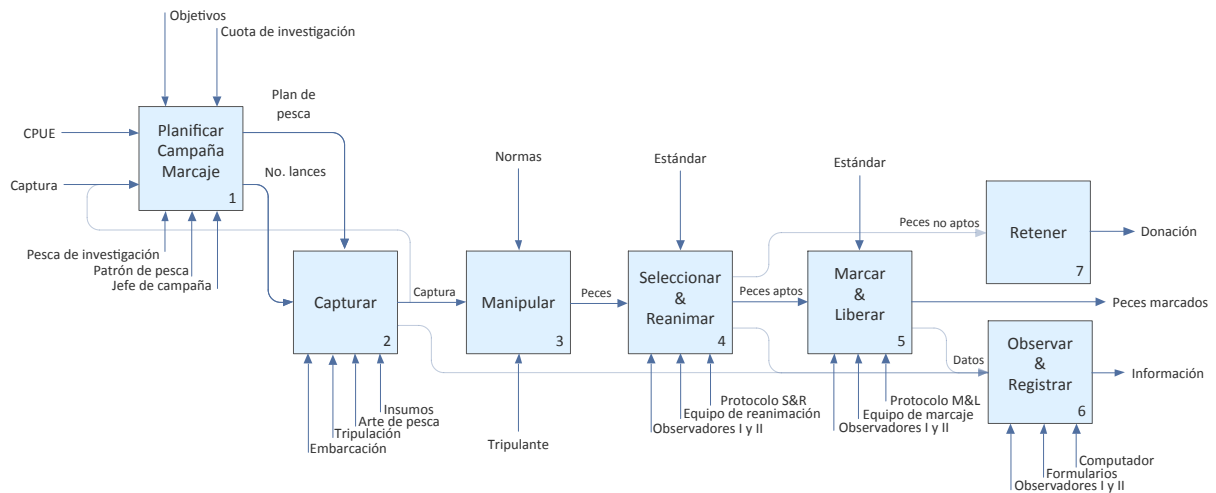 Objetivos
Cuota de investigación
CPUE
Captura
Planificar
Campaña
Marcaje
1
Plan de
pesca
No. lances
Pesca de investigación
Patrón de pesca
Jefe de campaña
Capturar
2
Insumos
Arte de pesca
Tripulación
Embarcación
Captura
Normas
Manipular
3
Tripulante
Peces
Estándar
Seleccionar
&
Reanimar
4
Protocolo S&R
Equipo de reanimación
Observadores I y II
Peces aptos
Peces no aptos
Estándar
Marcar
&
Liberar
5
Protocolo M&L
Equipo de marcaje
Observadores I y II
Retener
7
Donación
Peces marcados
Datos
Observar
&
Registrar
6
Información
Computador
Formularios
Observadores I y II